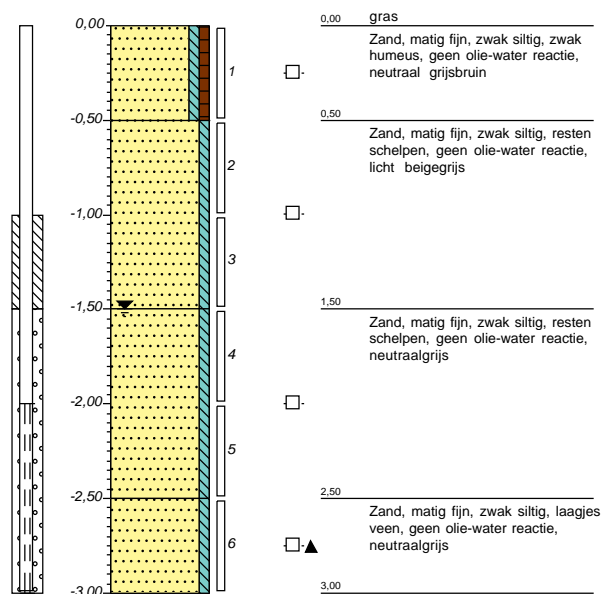 0,00
-0,50
-1,00
-1,50
-2,00
-2,50
-3,00
1
2
3
4
5
6
0,00 gras
Zand, matig fijn, zwak siltig, zwak
humeus, geen olie-water reactie,
neutraal grijsbruin
0,50
Zand, matig fijn, zwak siltig, resten
schelpen, geen olie-water reactie,
licht beigegrijs
1,50
Zand, matig fijn, zwak siltig, resten
schelpen, geen olie-water reactie,
neutraalgrijs
2,50
Zand, matig fijn, zwak siltig, laagjes
veen, geen olie-water reactie,
neutraalgrijs
3,00